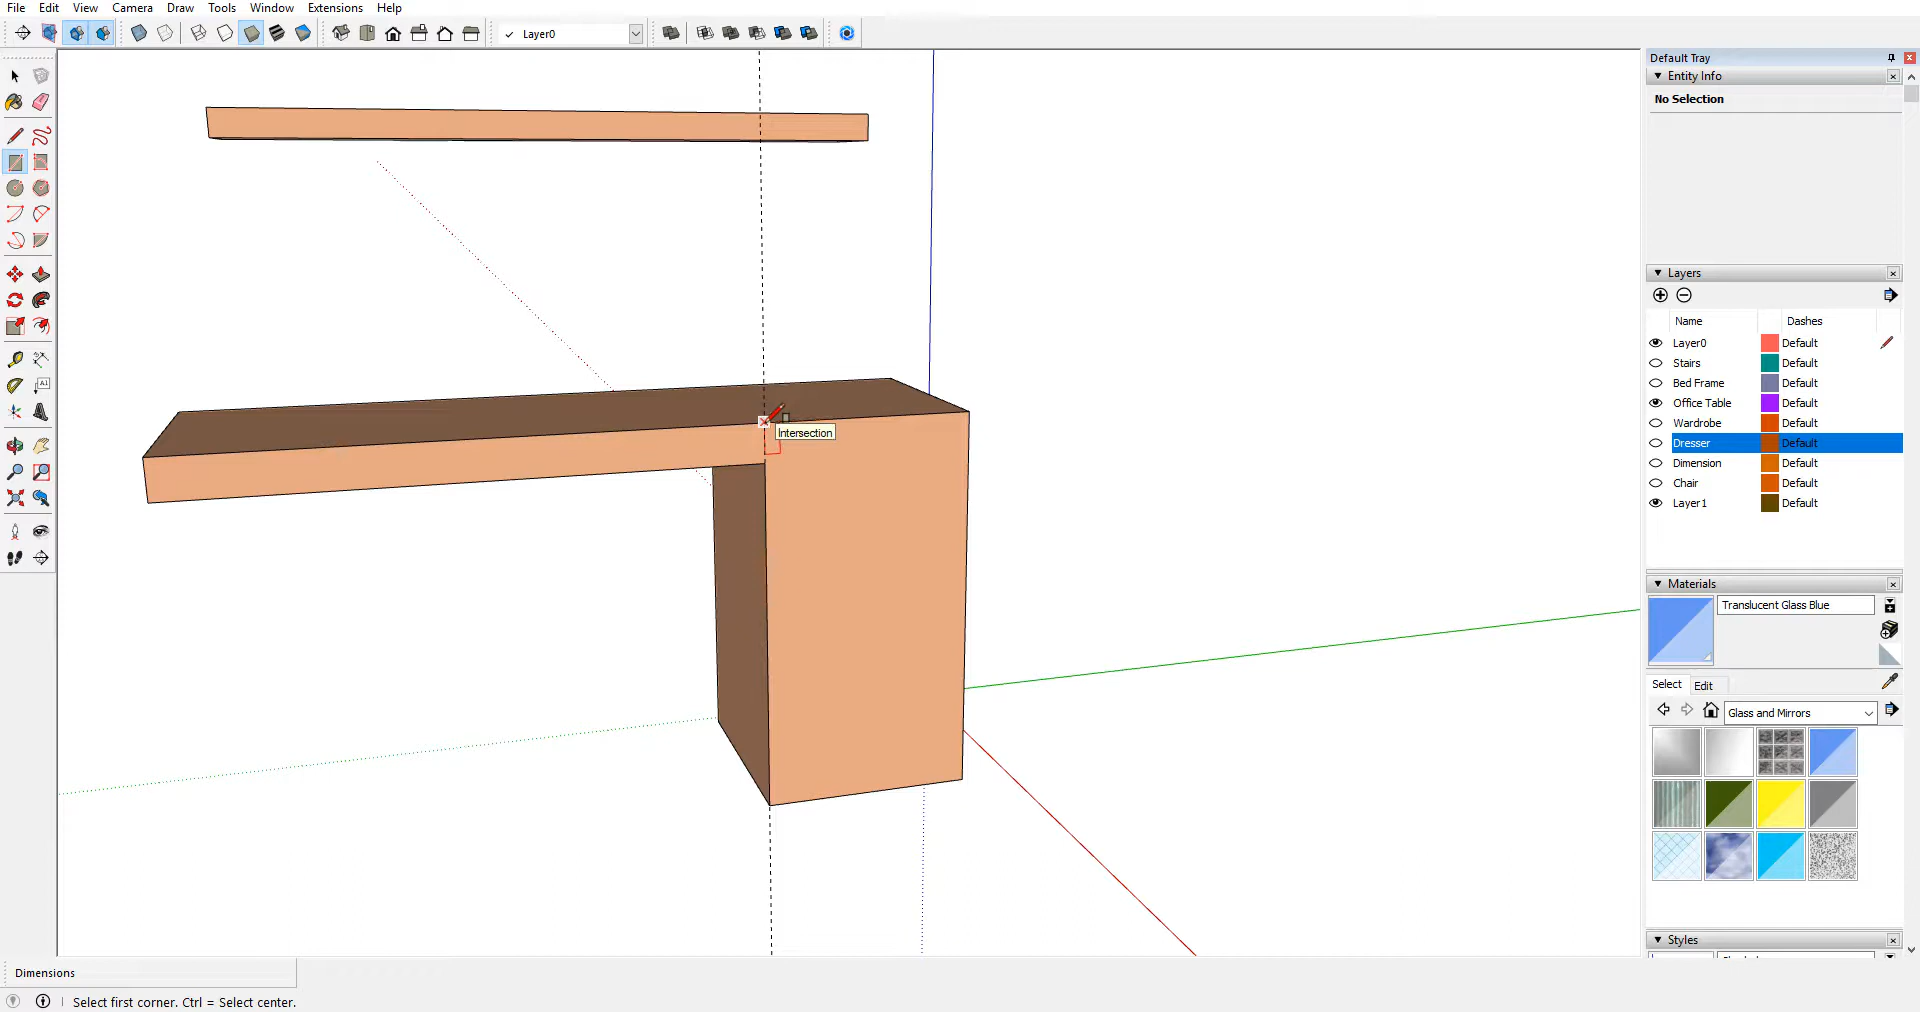 File Edit View Camera Draw Tools Window Extensions Help
Layer0
Default Tray
Entity Info
No Selection
Layers
Name Dashes
Layer0 Default
Stairs Default
Bed Frame Default
Office Table Default
Wardrobe Default
Dresser Default
Dimension Default
Chair Default
Layer1 Default
Intersection
Materials
Translucent Glass Blue
Select Edit
Glass and Mirrors
Styles
Dimensions
Select first corner. Ctrl = Select center.